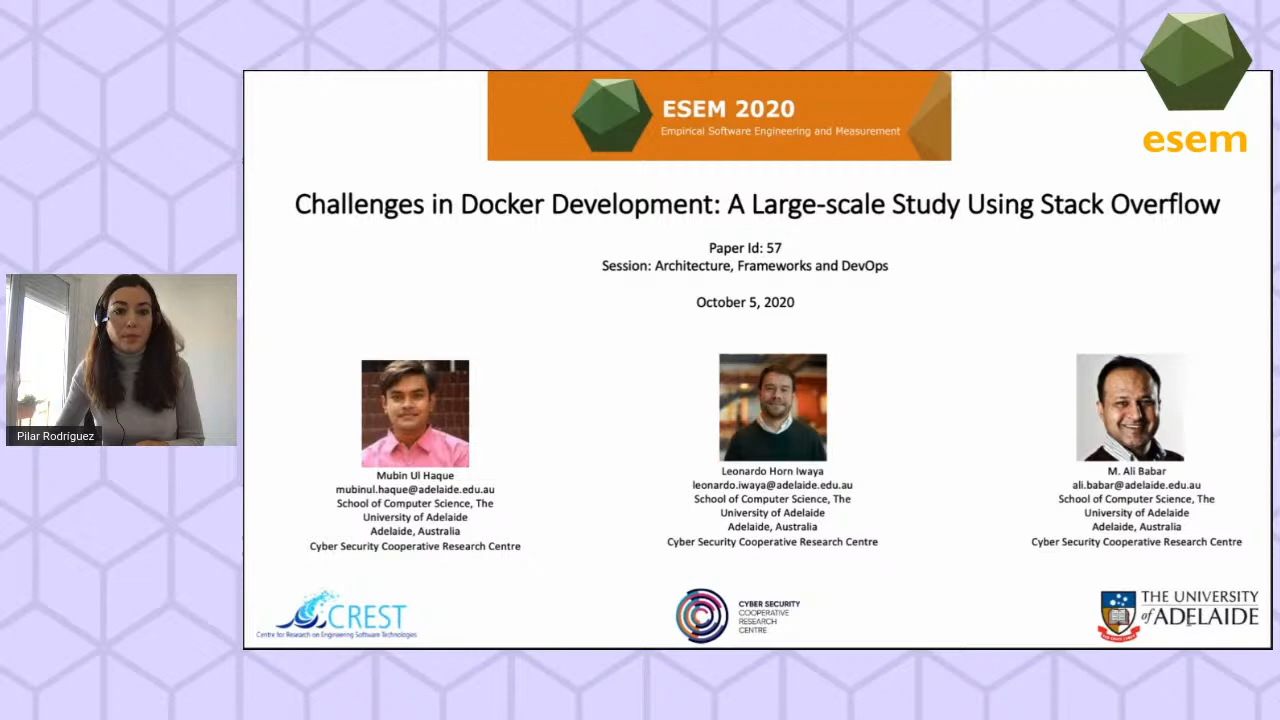 ESEM 2020
Empirical Software Engineering and Measurement
esem
Challenges in Docker Development: A Large-scale Study Using Stack Overflow
Paper Id: 57
Session: Architecture, Frameworks and DevOps
October 5, 2020
Pilar Rodríguez
Mubin Ul Haque
mubinul.haque@adelaide.edu.au
School of Computer Science, The
University of Adelaide
Adelaide, Australia
Cyber Security Cooperative Research Centre
Leonardo Horn Iwaya
leonardo.iwaya@adelaide.edu.au
School of Computer Science, The
University of Adelaide
Adelaide, Australia
Cyber Security Cooperative Research Centre
M. Ali Babar
ali.babar@adelaide.edu.au
School of Computer Science, The
University of Adelaide
Adelaide, Australia
Cyber Security Cooperative Research Centre
CREST
Centre for Research on Engineering Software Technologies
CYBER SECURITY
COOPERATIVE
RESEARCH
CENTRE
THE UNIVERSITY
of ADELAIDE